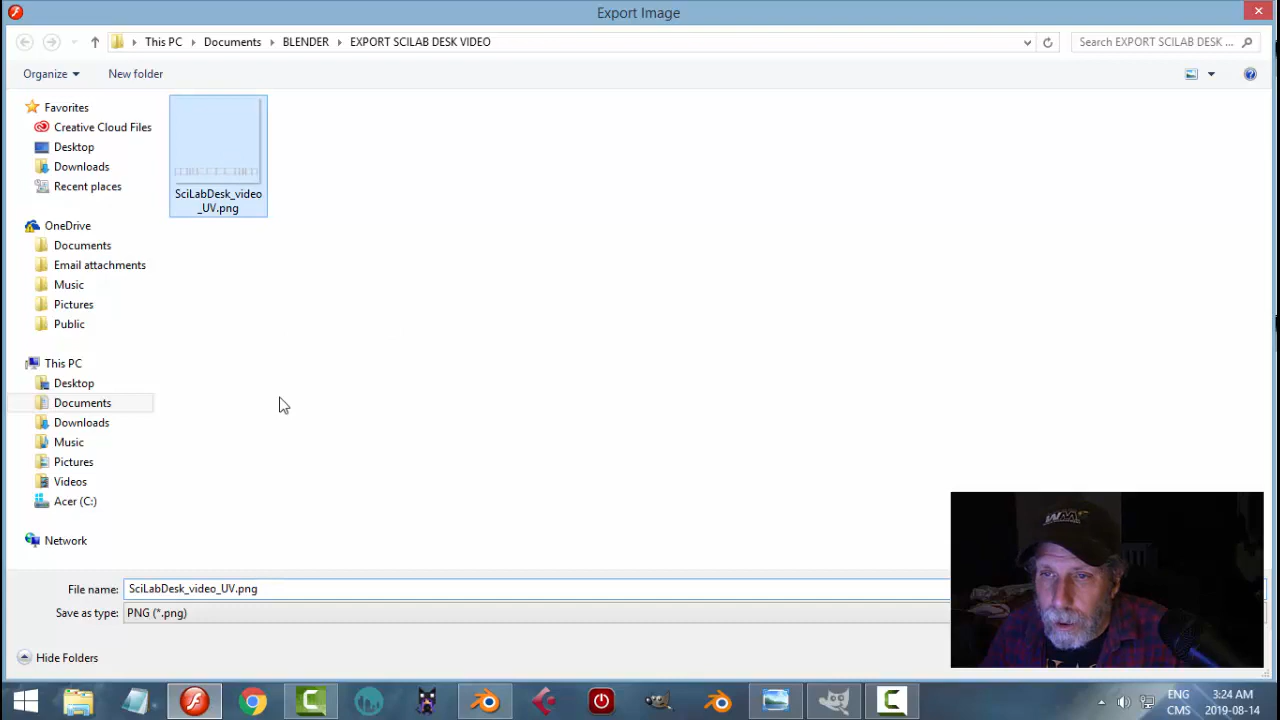 Export Image
This PC
Documents
BLENDER
EXPORT SCILAB DESK VIDEO
Search EXPORT SCILAB DESK ...
Organize
New folder
Favorites
Creative Cloud Files
Desktop
Downloads
Recent places
OneDrive
Documents
Email attachments
Music
Pictures
Public
This PC
Desktop
Documents
Downloads
Music
Pictures
Videos
Acer (C:)
Network
SciLabDesk_video
_UV.png
File name:
SciLabDesk_video_UV.png
Save as type:
PNG (*.png)
Hide Folders
ENG
CMS
3:24 AM
2019-08-14